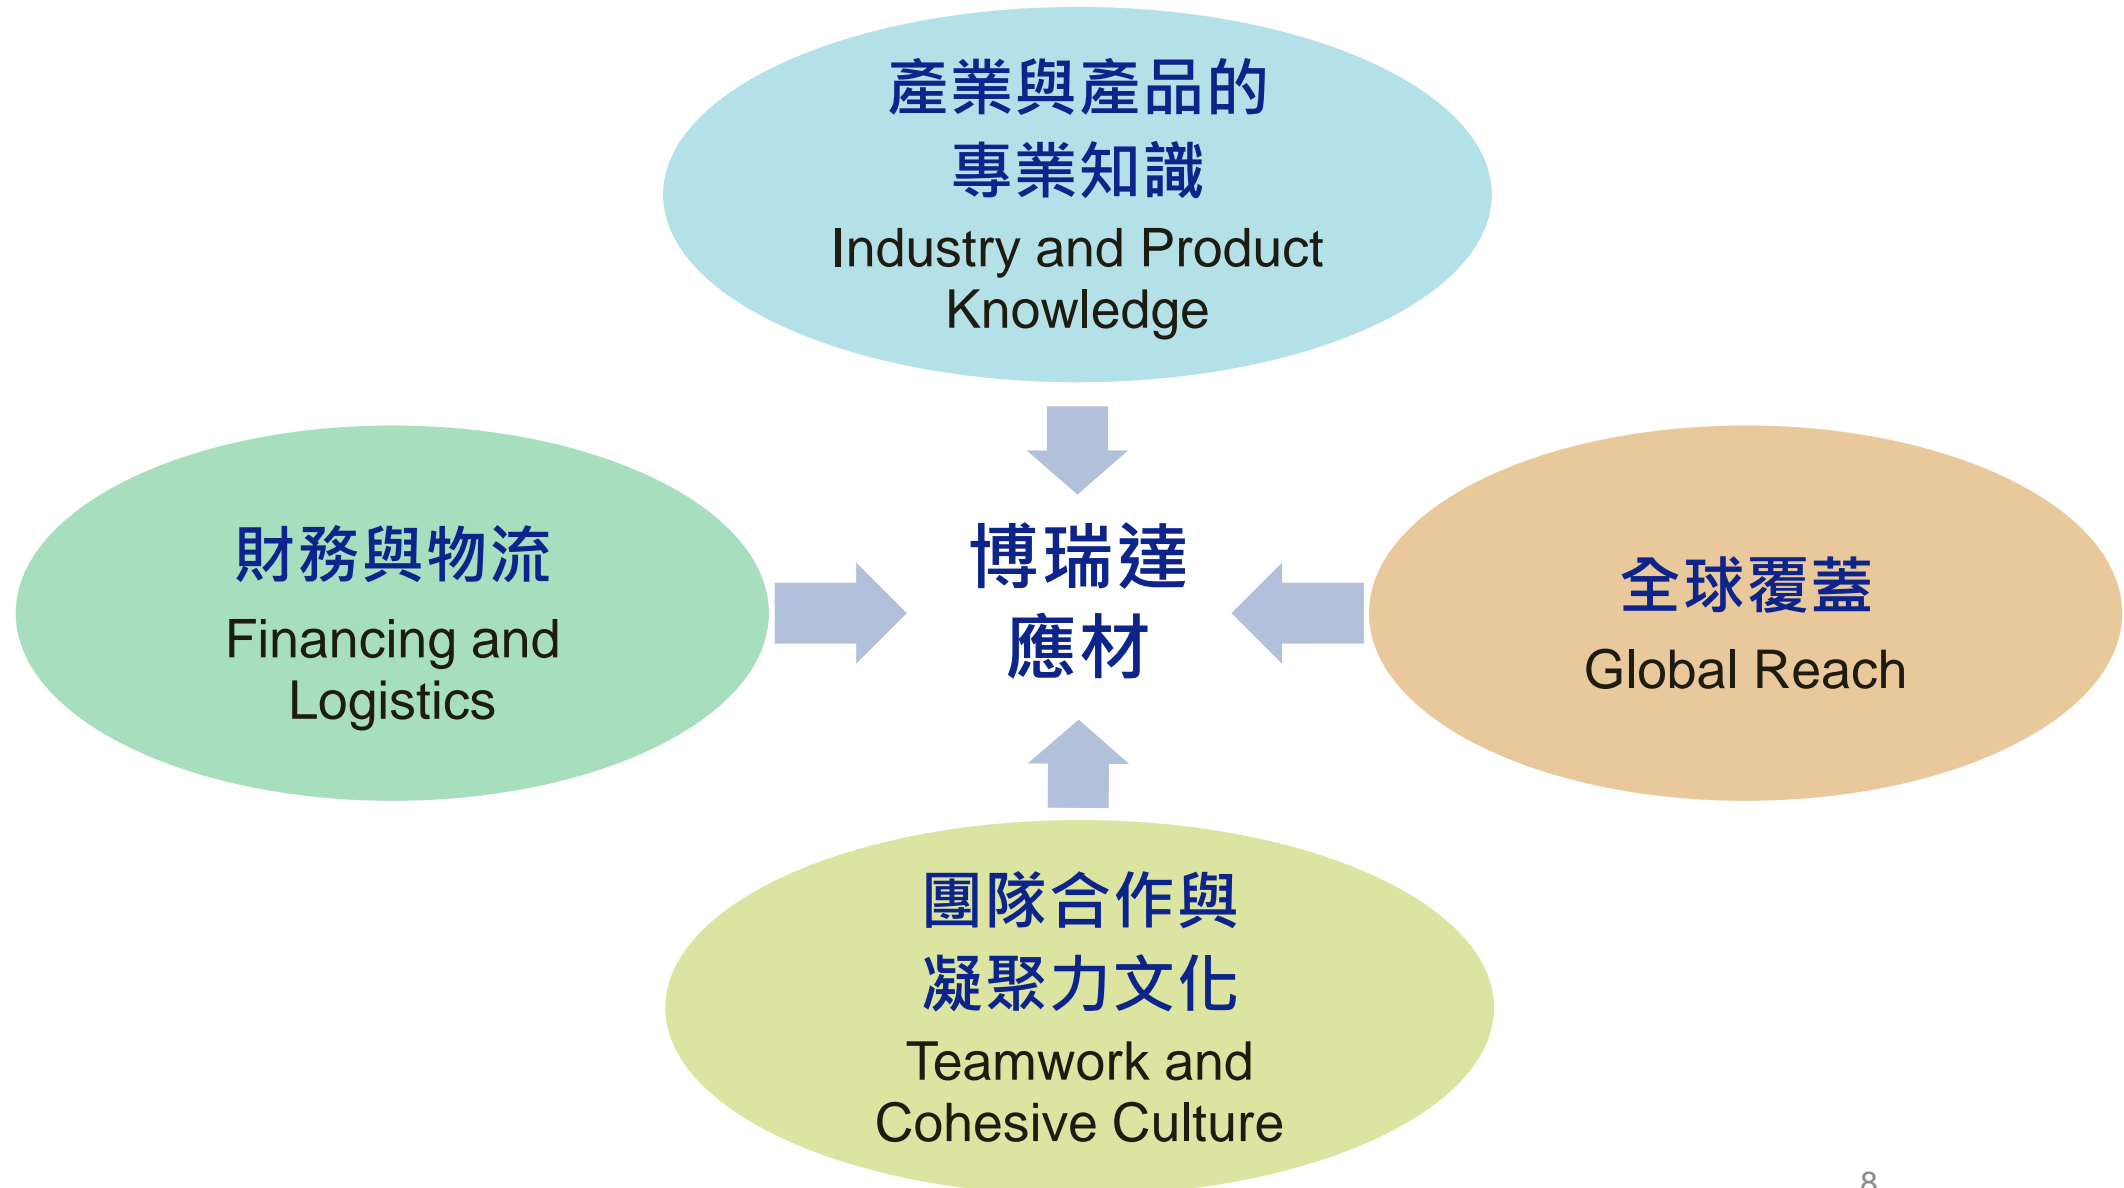 產業與產品的
專業知識
Industry and Product
Knowledge
財務與物流
Financing and
Logistics
博瑞達
應材
全球覆蓋
Global Reach
團隊合作與
凝聚力文化
Teamwork and
Cohesive Culture
8